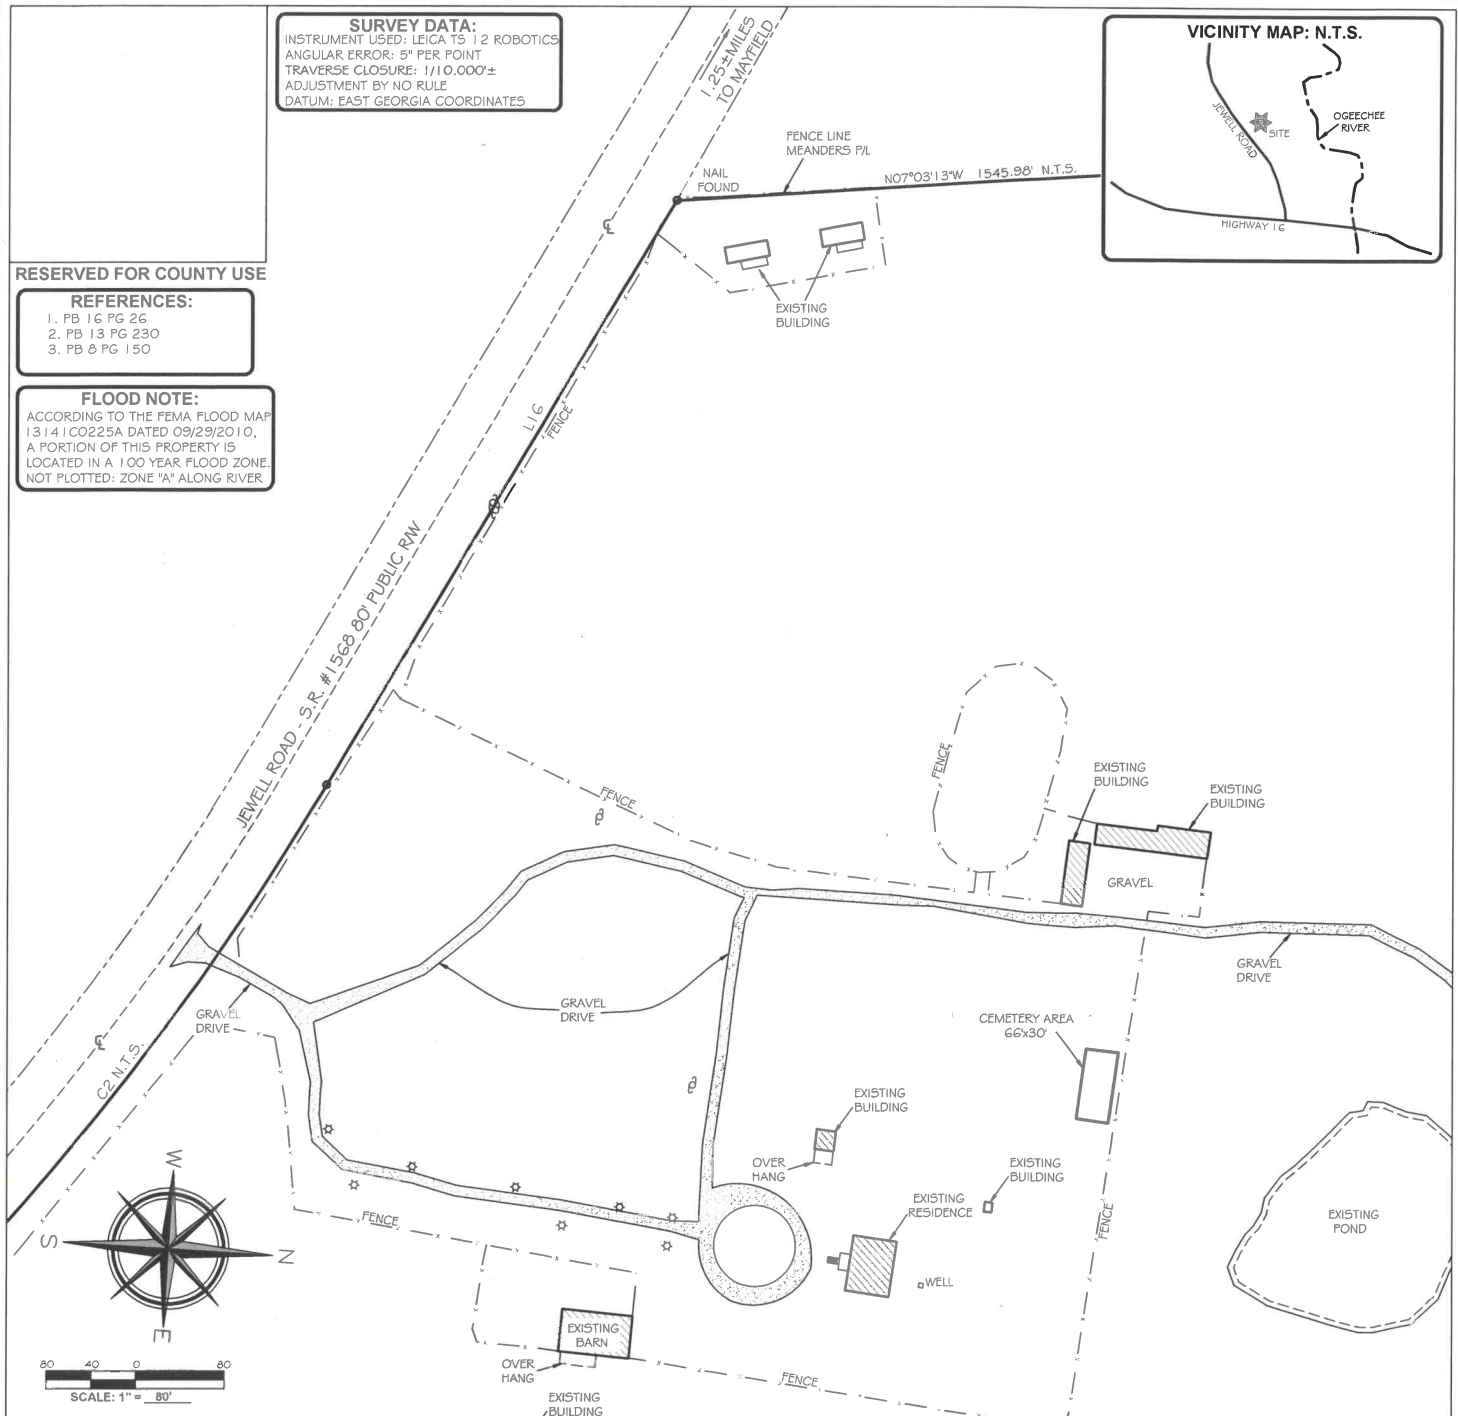 SURVEY DATA:
INSTRUMENT USED: LEICA TS 12 ROBOTICS
ANGULAR ERROR: 5" PER POINT
TRAVERSE CLOSURE: 1/10.000'±
ADJUSTMENT BY NO RULE
DATUM: EAST GEORGIA COORDINATES
1.25±MILES
TO MAYFIELD
VICINITY MAP: N.T.S.
JEWELL ROAD
SITE
OGEECHEE
RIVER
HIGHWAY 16
FENCE LINE
MEANDERS P/L
NAIL
FOUND
N07°03'13"W 1545.98' N.T.S.
EXISTING
BUILDING
RESERVED FOR COUNTY USE
REFERENCES:
1. PB 16 PG 26
2. PB 13 PG 230
3. PB 8 PG 150
FLOOD NOTE:
ACCORDING TO THE FEMA FLOOD MAP
13141C0225A DATED 09/29/2010,
A PORTION OF THIS PROPERTY IS
LOCATED IN A 100 YEAR FLOOD ZONE.
NOT PLOTTED: ZONE "A" ALONG RIVER
L16
FENCE
JEWELL ROAD - S.R. #1568 80' PUBLIC R/W
FENCE
FENCE
EXISTING
BUILDING
EXISTING
BUILDING
GRAVEL
GRAVEL
DRIVE
GRAVEL
DRIVE
GRAVEL
DRIVE
C2 N.T.S.
CEMETERY AREA
66'x30'
EXISTING
BUILDING
OVER
HANG
EXISTING
BUILDING
EXISTING
RESIDENCE
WELL
FENCE
EXISTING
POND
FENCE
W
S
N
E
EXISTING
BARN
OVER
HANG
EXISTING
BUILDING
FENCE
80 40 0 80
SCALE: 1" = 80'